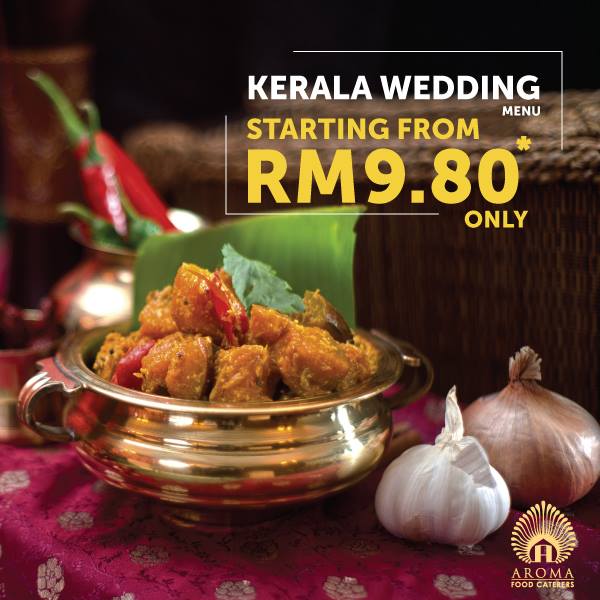 KERALA WEDDING
MENU
STARTING FROM
RM9.80*
ONLY
AROMA
FOOD CATERERS